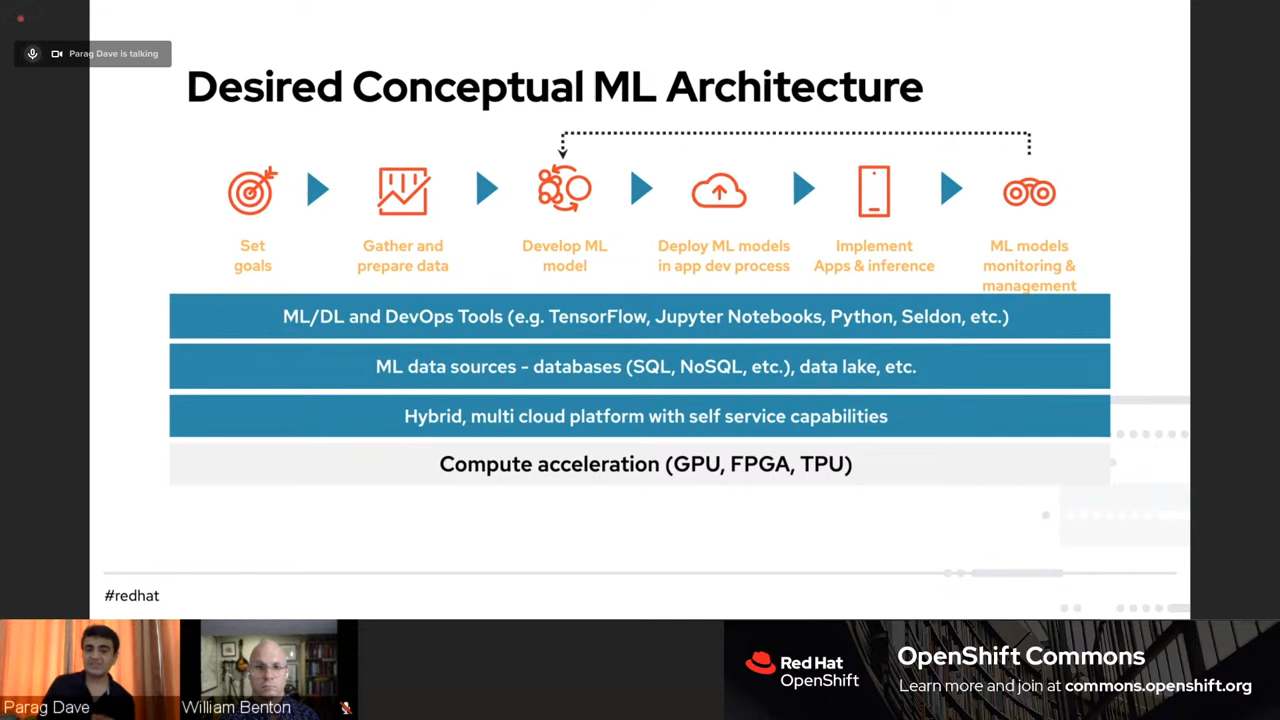 Parag Dave is talking
Desired Conceptual ML Architecture
Set
goals
Gather and
prepare data
Develop ML
model
Deploy ML models
in app dev process
Implement
Apps & inference
ML models
monitoring &
management
ML/DL and DevOps Tools (e.g. TensorFlow, Jupyter Notebooks, Python, Seldon, etc.)
ML data sources - databases (SQL, NoSQL, etc.), data lake, etc.
Hybrid, multi cloud platform with self service capabilities
Compute acceleration (GPU, FPGA, TPU)
#redhat
Parag Dave
William Benton
Red Hat
OpenShift
OpenShift Commons
Learn more and join at commons.openshift.org